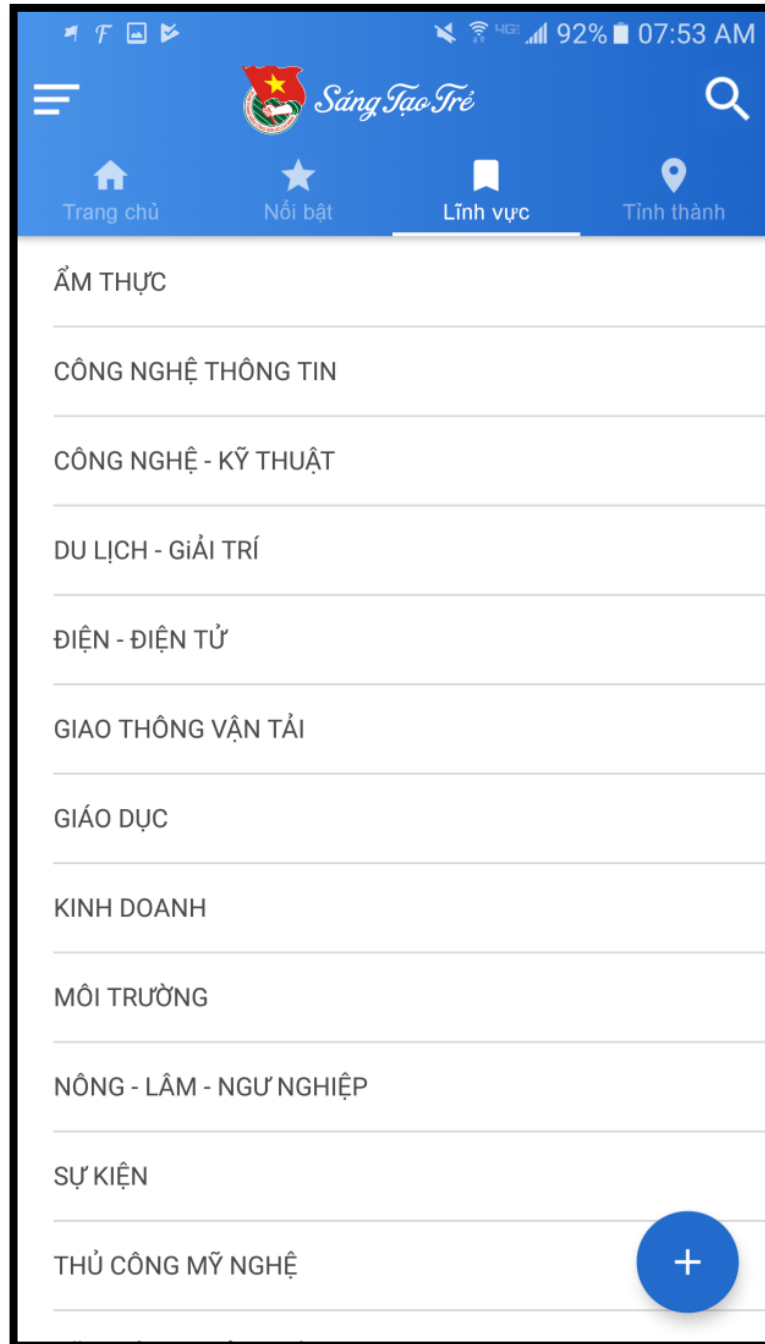 92% 07:53 AM
Sáng Tạo Trẻ
Trang chủ Nổi bật Lĩnh vực Tỉnh thành
ẨM THỰC
CÔNG NGHỆ THÔNG TIN
CÔNG NGHỆ - KỸ THUẬT
DU LỊCH - GiẢI TRÍ
ĐIỆN - ĐIỆN TỬ
GIAO THÔNG VẬN TẢI
GIÁO DỤC
KINH DOANH
MÔI TRƯỜNG
NÔNG - LÂM - NGƯ NGHIỆP
SỰ KIỆN
THỦ CÔNG MỸ NGHỆ